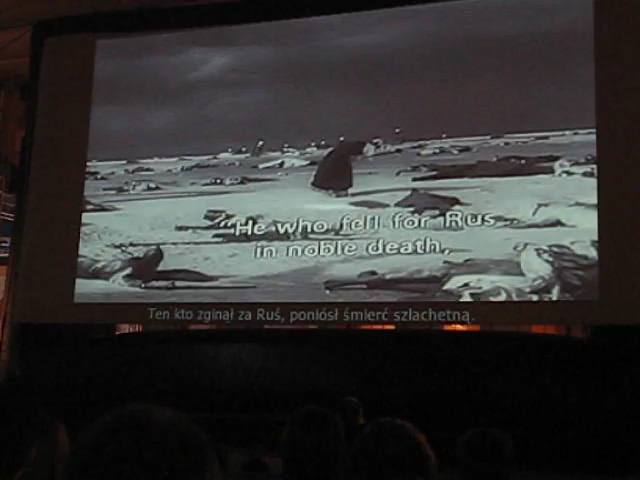 "He who fell for Rus
in noble death,
Ten kto zginął za Ruś, poniósł śmierć szlachetną.